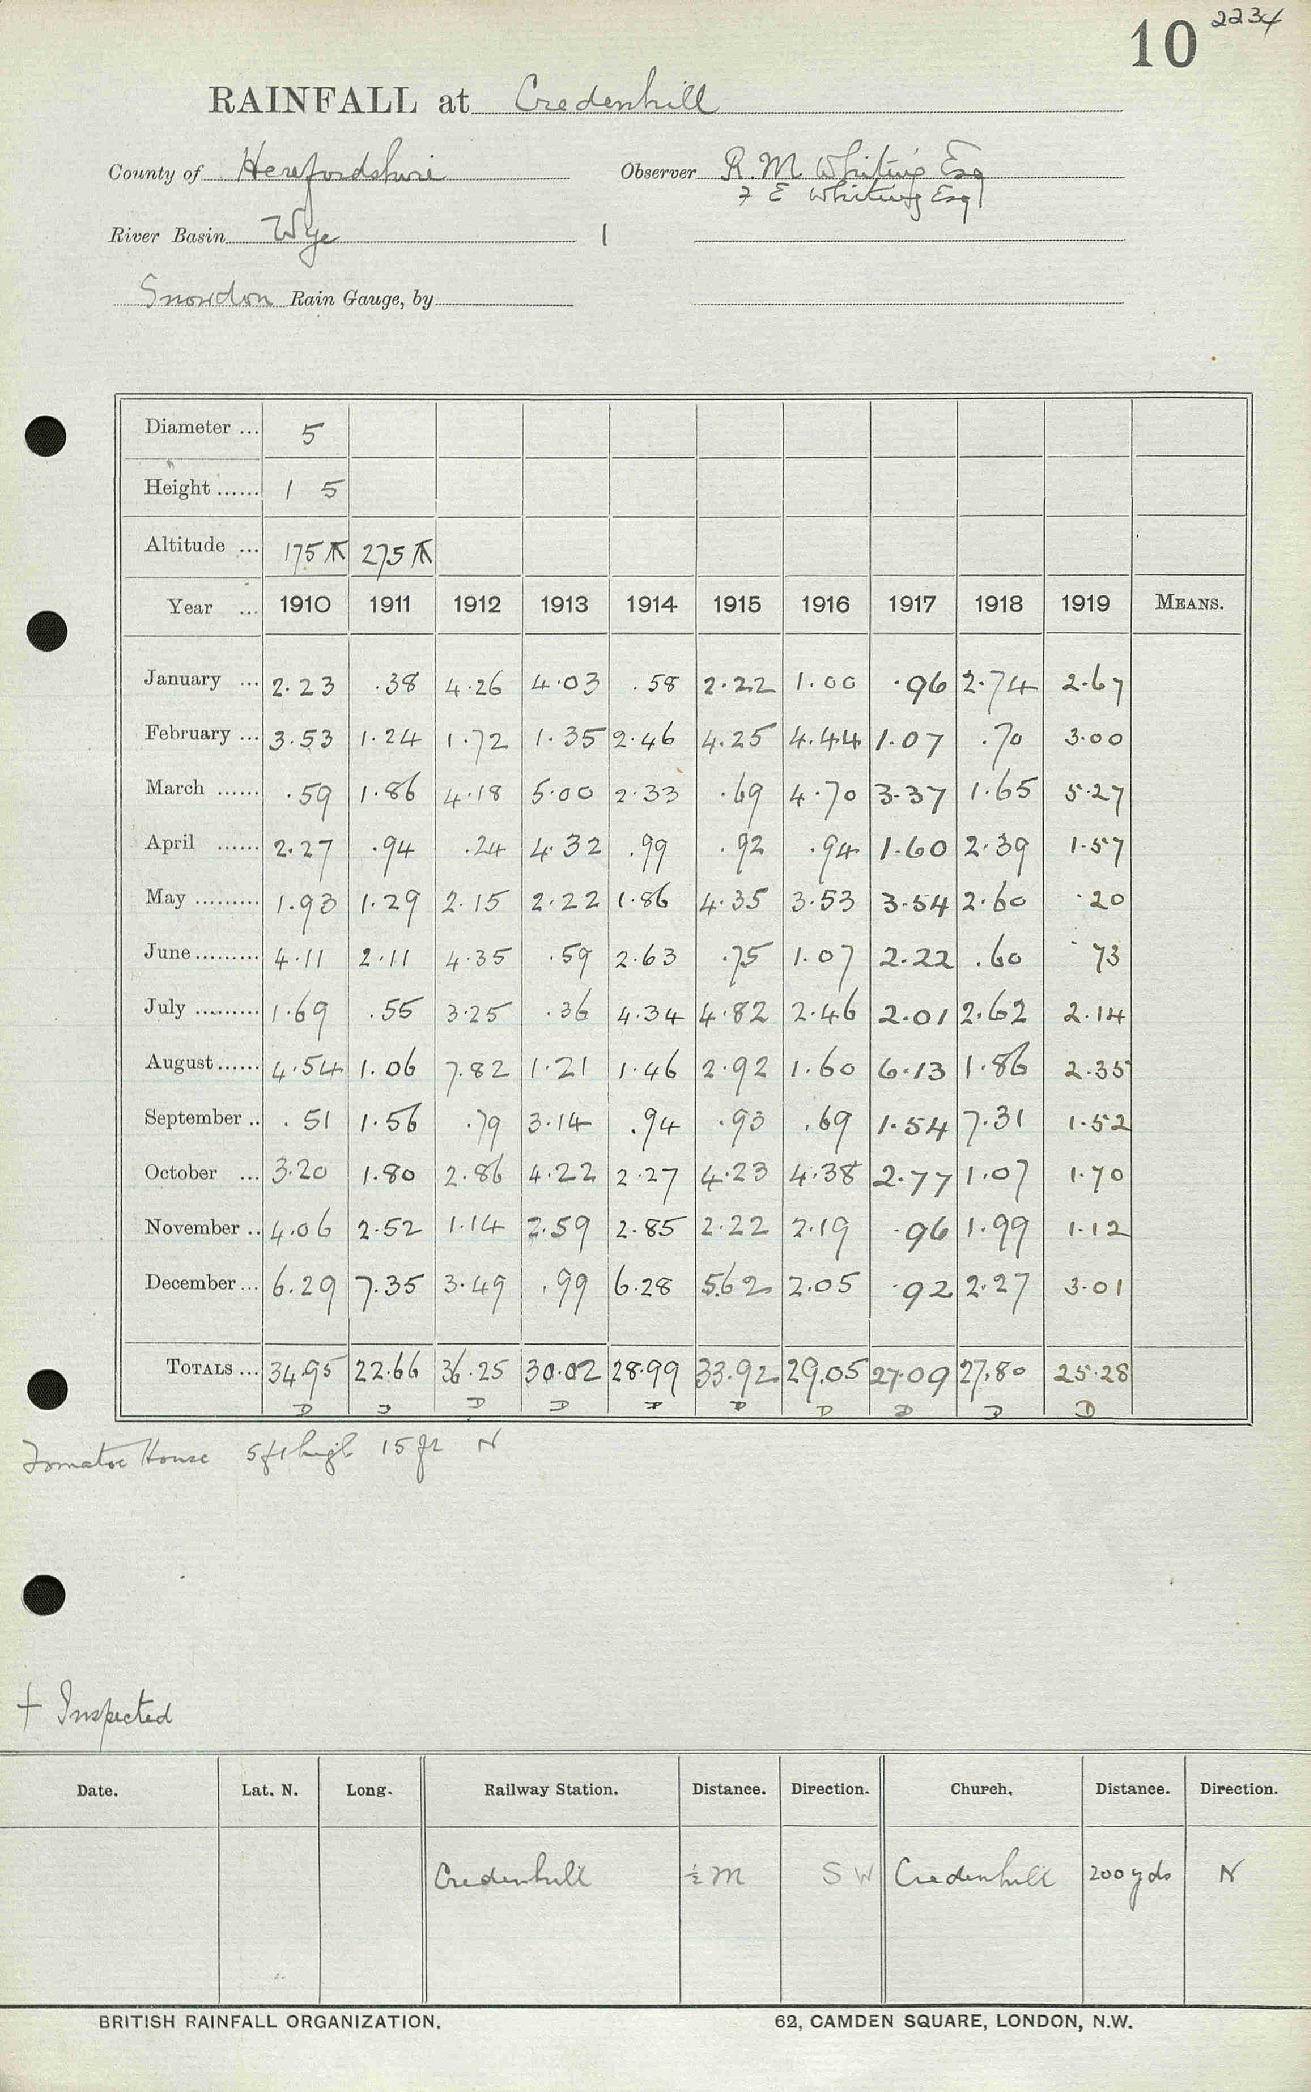 10 2234
RAINFALL at Credenhill
County of Herefordshire Observer R. M Whiting Esq
F E Whiting Esq
River Basin Wye 1
Snowdon Rain Gauge, by
Diameter ... 5
Height ...... 1 5
Altitude ... 175 275
Year ... 1910 1911 1912 1913 1914 1915 1916 1917 1918 1919 MEANS.
January ... 2.23 .38 4.26 4.03 .58 2.22 1.00 .96 2.74 2.67
February ... 3.53 1.24 1.72 1.35 2.46 4.25 4.44 1.07 .70 3.00
March ...... .59 1.86 4.18 5.00 2.33 .69 4.70 3.37 1.65 5.27
April ...... 2.27 .94 .24 4.32 .99 .92 .94 1.60 2.39 1.57
May ......... 1.93 1.29 2.15 2.22 1.86 4.35 3.53 3.54 2.60 .20
June ......... 4.11 2.11 4.35 .59 2.63 .75 1.07 2.22 .60 .73
July ......... 1.69 .55 3.25 .36 4.34 4.82 2.46 2.01 2.62 2.14
August ...... 4.54 1.06 7.82 1.21 1.46 2.92 1.60 6.13 1.86 2.35
September .. .51 1.56 .79 3.14 .94 .93 .69 1.54 7.31 1.52
October ... 3.20 1.80 2.86 4.22 2.27 4.23 4.38 2.77 1.07 1.70
November .. 4.06 2.52 1.14 2.59 2.85 2.22 2.19 .96 1.99 1.12
December ... 6.29 7.35 3.49 .99 6.28 5.62 2.05 .92 2.27 3.01
TOTALS ... 34.95 22.66 36.25 30.02 28.99 33.92 29.05 27.09 27.80 25.28
D D D D D D D D D D
Tomatoe House 5ft high 15 ft N
† Inspected
Date. Lat. N. Long. Railway Station. Distance. Direction. Church. Distance. Direction.
Credenhill ½ M S W Credenhill 200 yds N
BRITISH RAINFALL ORGANIZATION. 62, CAMDEN SQUARE, LONDON, N.W.